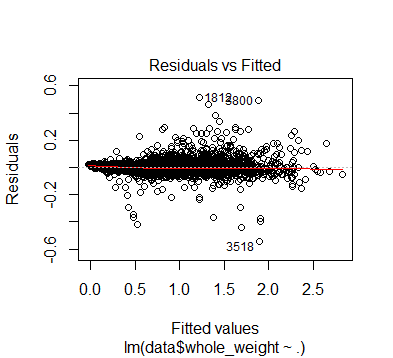 Residuals vs Fitted
0.6
0.2
-0.2
-0.6
Residuals
1812
3800
3518
0.0 0.5 1.0 1.5 2.0 2.5
Fitted values
lm(data$whole_weight ~ .)